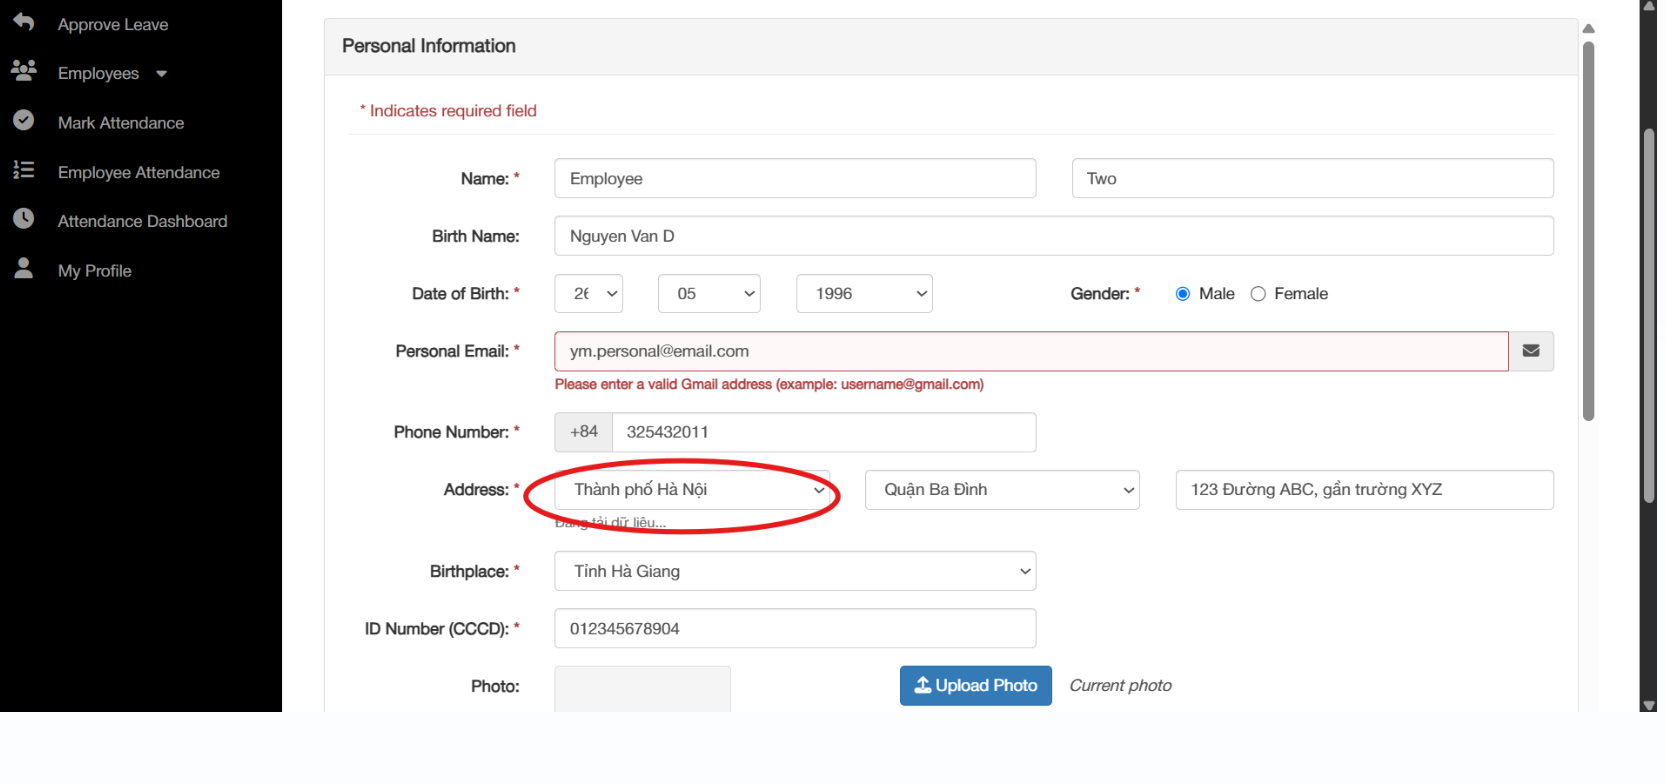 Approve Leave
Employees
Mark Attendance
Employee Attendance
Attendance Dashboard
My Profile
Personal Information
* Indicates required field
Name: * Employee Two
Birth Name: Nguyen Van D
Date of Birth: * 26 05 1996 Gender: * Male Female
Personal Email: * ym.personal@email.com
Please enter a valid Gmail address (example: username@gmail.com)
Phone Number: * +84 325432011
Address: * Thành phố Hà Nội Quận Ba Đình 123 Đường ABC, gần trường XYZ
Đang tải dữ liệu...
Birthplace: * Tỉnh Hà Giang
ID Number (CCCD): * 012345678904
Photo: Upload Photo Current photo